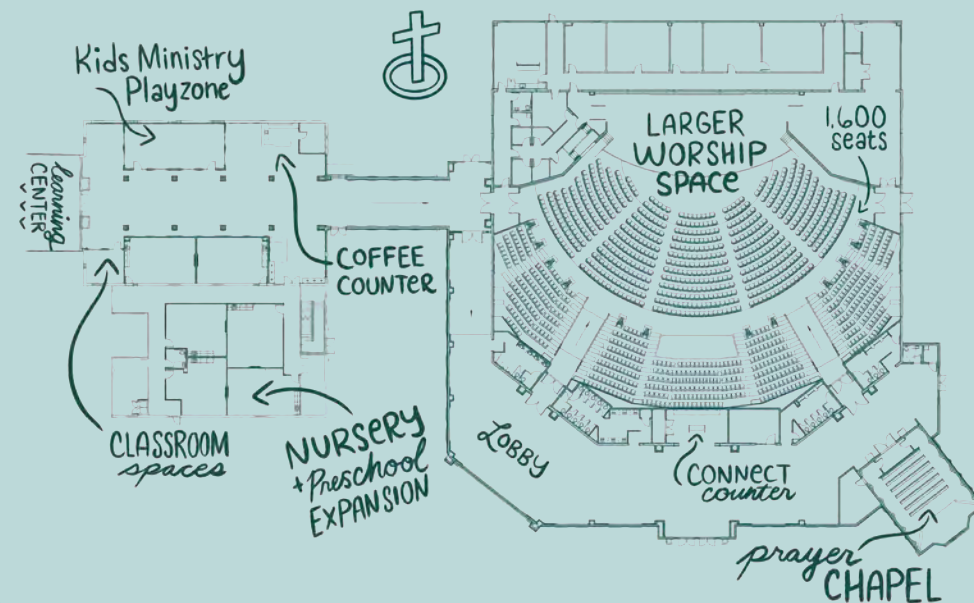 Kids Ministry
Playzone
LARGER
WORSHIP
SPACE
1,600
seats
learning
CENTER
COFFEE
COUNTER
CLASSROOM
spaces
NURSERY
+ Preschool
EXPANSION
LOBBY
CONNECT
counter
prayer
CHAPEL